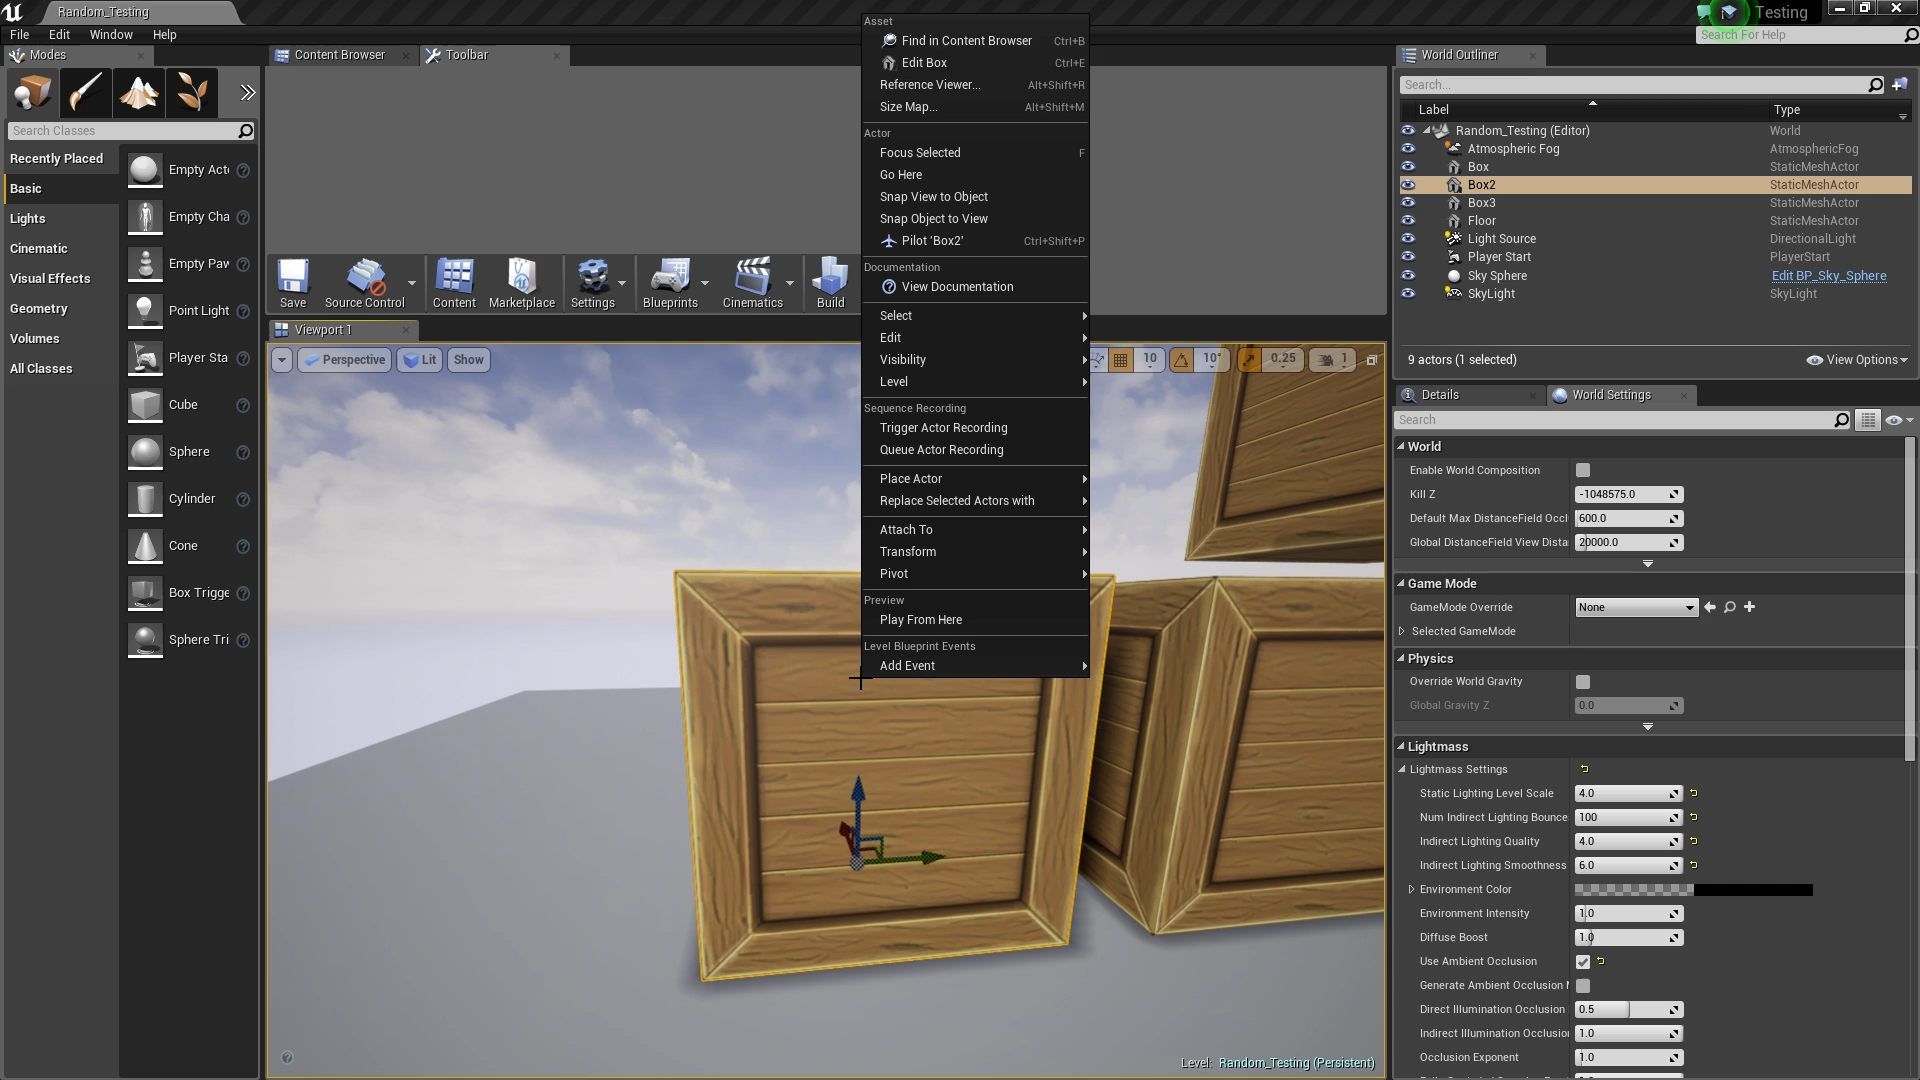 Random_Testing
Testing
File Edit Window Help
Search For Help
Modes
Search Classes
Recently Placed
Basic
Lights
Cinematic
Visual Effects
Geometry
Volumes
All Classes
Empty Act
Empty Cha
Empty Paw
Point Light
Player Sta
Cube
Sphere
Cylinder
Cone
Box Trigge
Sphere Tri
Content Browser
Toolbar
Save
Source Control
Content
Marketplace
Settings
Blueprints
Cinematics
Build
Viewport 1
Perspective
Lit
Show
10
10°
0.25
1
Asset
Find in Content Browser Ctrl+B
Edit Box Ctrl+E
Reference Viewer... Alt+Shift+R
Size Map... Alt+Shift+M
Actor
Focus Selected F
Go Here
Snap View to Object
Snap Object to View
Pilot 'Box2' Ctrl+Shift+P
Documentation
View Documentation
Select
Edit
Visibility
Level
Sequence Recording
Trigger Actor Recording
Queue Actor Recording
Place Actor
Replace Selected Actors with
Attach To
Transform
Pivot
Preview
Play From Here
Level Blueprint Events
Add Event
Level: Random_Testing (Persistent)
World Outliner
Search...
Label Type
Random_Testing (Editor) World
Atmospheric Fog AtmosphericFog
Box StaticMeshActor
Box2 StaticMeshActor
Box3 StaticMeshActor
Floor StaticMeshActor
Light Source DirectionalLight
Player Start PlayerStart
Sky Sphere Edit BP_Sky_Sphere
SkyLight SkyLight
9 actors (1 selected)
View Options
Details
World Settings
Search
World
Enable World Composition
Kill Z -1048575.0
Default Max DistanceField Occl 600.0
Global DistanceField View Dista 20000.0
Game Mode
GameMode Override None
Selected GameMode
Physics
Override World Gravity
Global Gravity Z 0.0
Lightmass
Lightmass Settings
Static Lighting Level Scale 4.0
Num Indirect Lighting Bounce 100
Indirect Lighting Quality 4.0
Indirect Lighting Smoothness 6.0
Environment Color
Environment Intensity 1.0
Diffuse Boost 1.0
Use Ambient Occlusion
Generate Ambient Occlusion M
Direct Illumination Occlusion 0.5
Indirect Illumination Occlusion 1.0
Occlusion Exponent 1.0